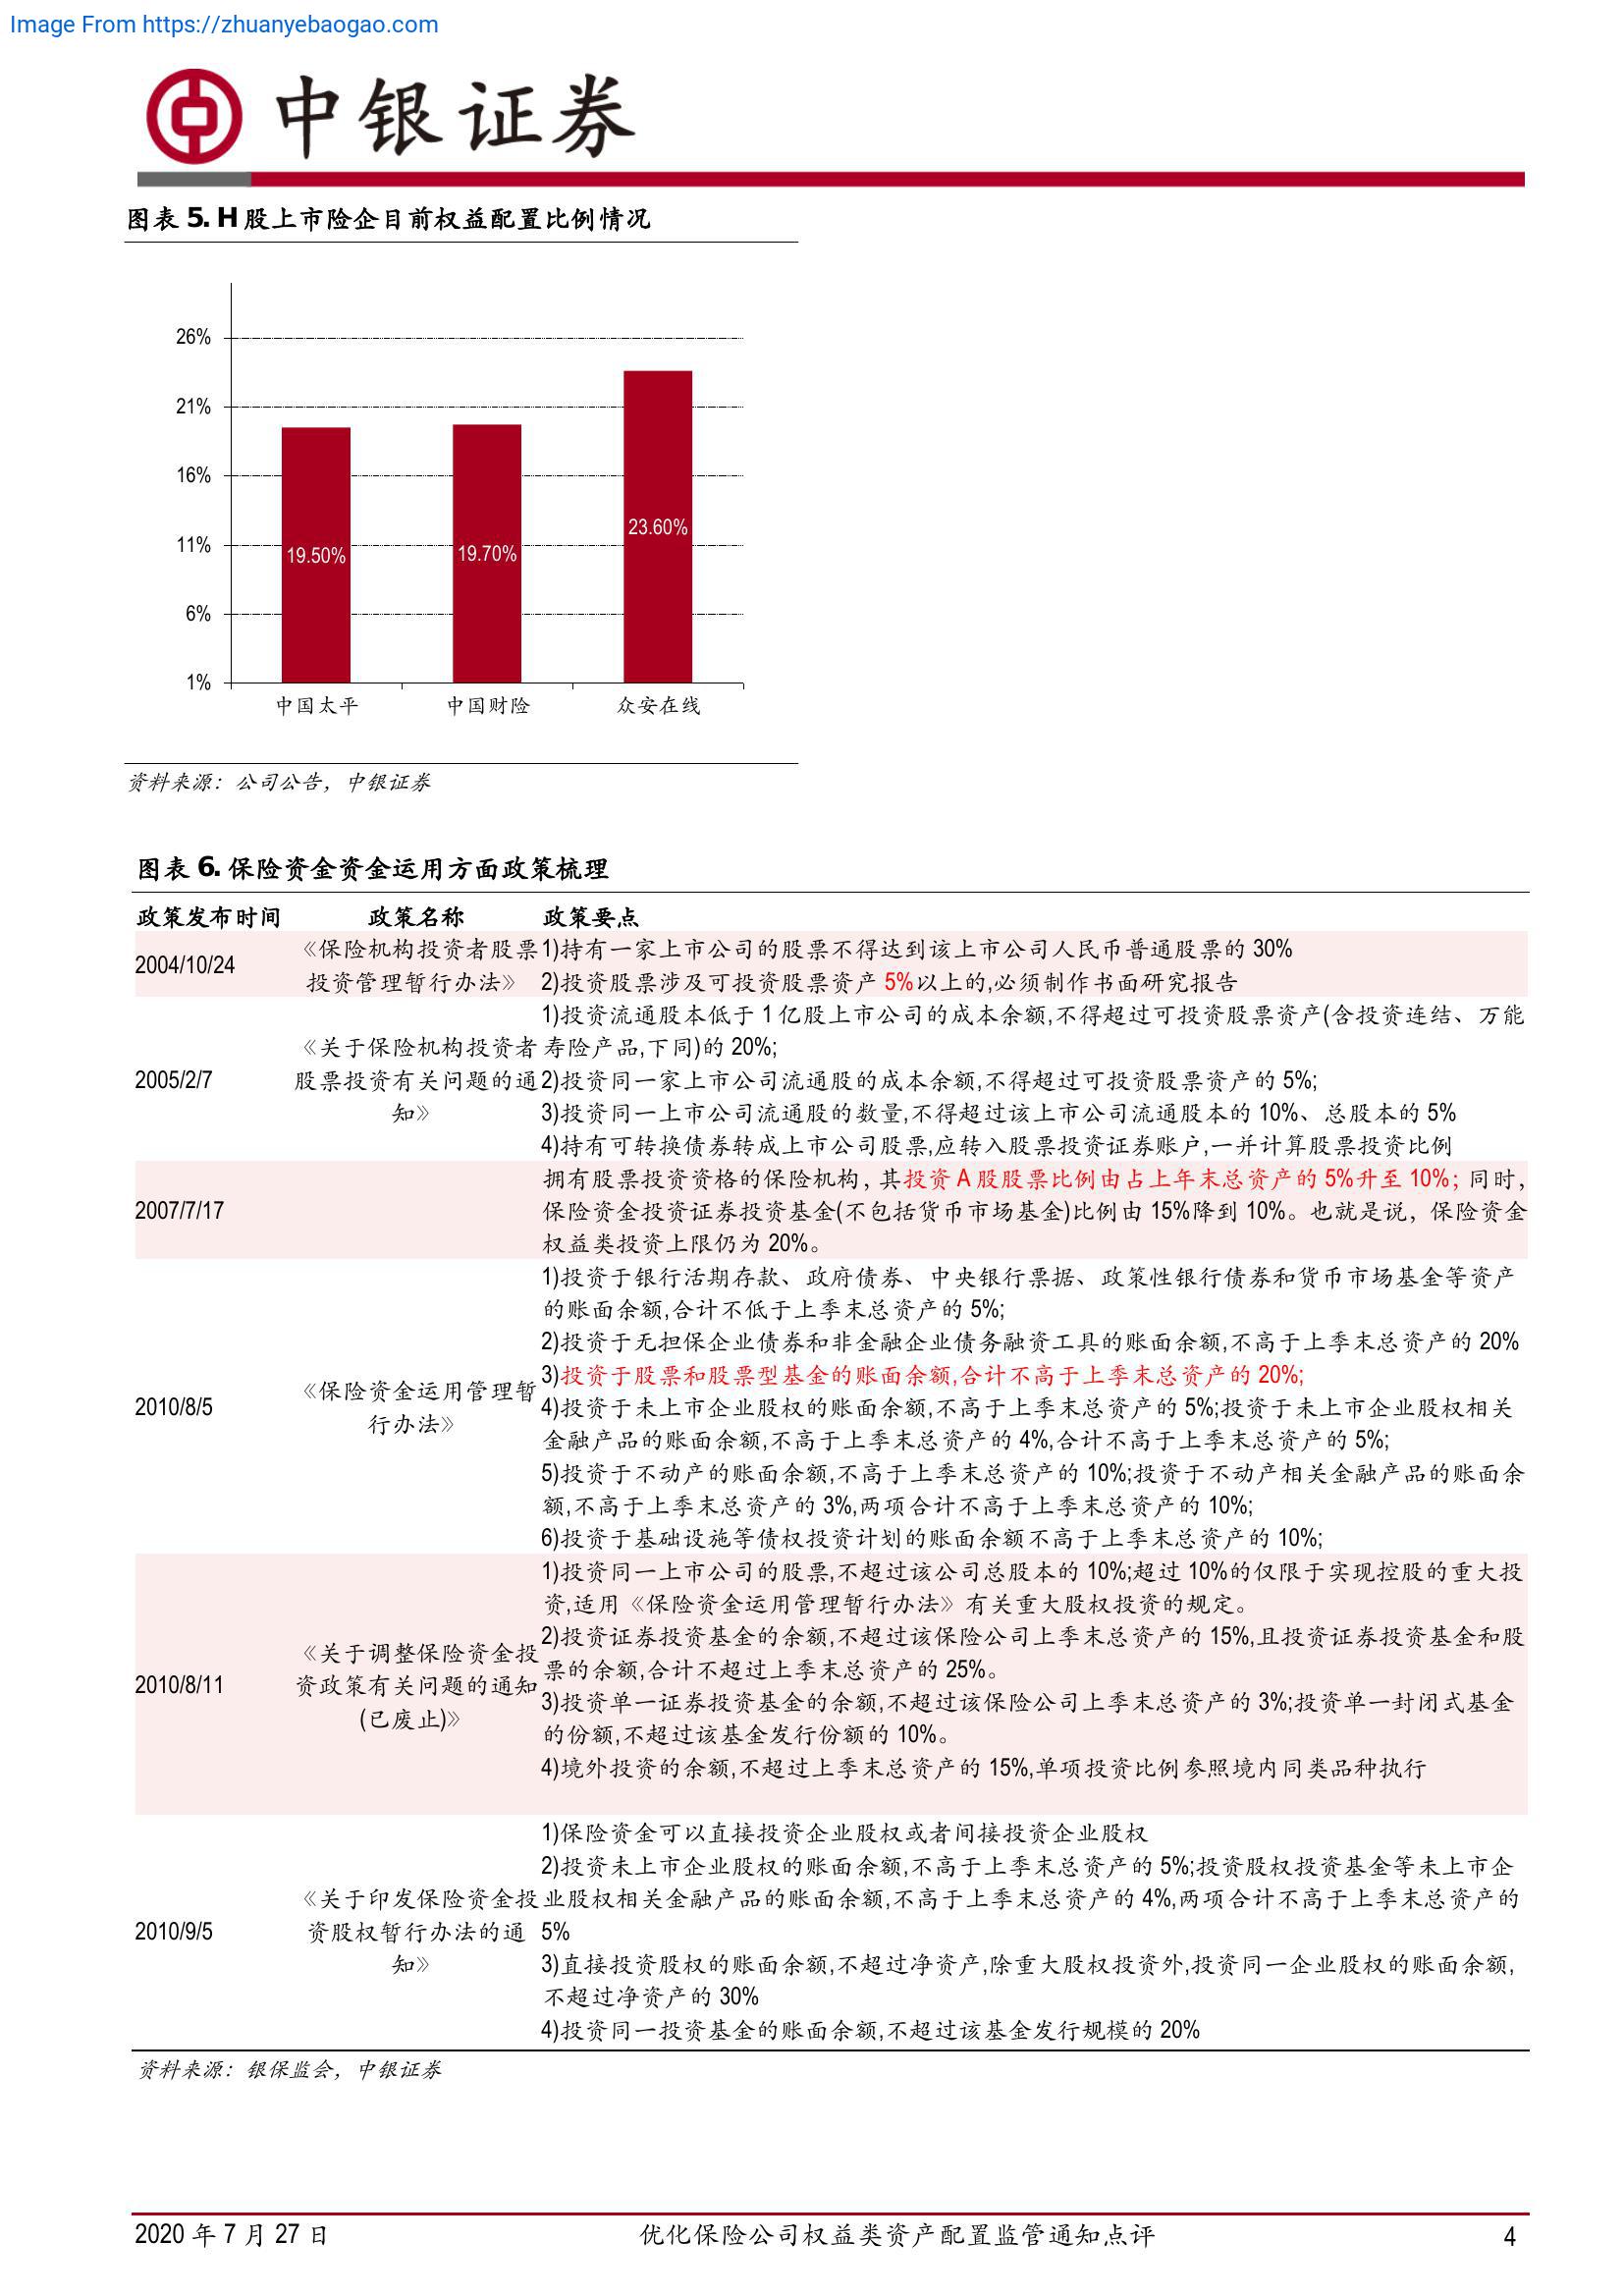 Image From https://zhuanyebaogao.com
中银证券
图表 5. H 股上市险企目前权益配置比例情况
26%
21%
16%
11%
6%
1%
19.50%
19.70%
23.60%
中国太平
中国财险
众安在线
资料来源：公司公告，中银证券
图表 6. 保险资金资金运用方面政策梳理
政策发布时间 政策名称 政策要点
2004/10/24
《保险机构投资者股票
投资管理暂行办法》
1)持有一家上市公司的股票不得达到该上市公司人民币普通股票的 30%
2)投资股票涉及可投资股票资产 5%以上的,必须制作书面研究报告
2005/2/7
《关于保险机构投资者
股票投资有关问题的通
知》
1)投资流通股本低于 1 亿股上市公司的成本余额,不得超过可投资股票资产(含投资连结、万能
寿险产品,下同)的 20%;
2)投资同一家上市公司流通股的成本余额,不得超过可投资股票资产的 5%;
3)投资同一上市公司流通股的数量,不得超过该上市公司流通股本的 10%、总股本的 5%
4)持有可转换债券转成上市公司股票,应转入股票投资证券账户,一并计算股票投资比例
2007/7/17
拥有股票投资资格的保险机构，其投资 A 股股票比例由占上年末总资产的 5%升至 10%；同时，
保险资金投资证券投资基金(不包括货币市场基金)比例由 15%降到 10%。也就是说，保险资金
权益类投资上限仍为 20%。
2010/8/5
《保险资金运用管理暂
行办法》
1)投资于银行活期存款、政府债券、中央银行票据、政策性银行债券和货币市场基金等资产
的账面余额,合计不低于上季末总资产的 5%;
2)投资于无担保企业债券和非金融企业债务融资工具的账面余额,不高于上季末总资产的 20%
3)投资于股票和股票型基金的账面余额,合计不高于上季末总资产的 20%;
4)投资于未上市企业股权的账面余额,不高于上季末总资产的 5%;投资于未上市企业股权相关
金融产品的账面余额,不高于上季末总资产的 4%,合计不高于上季末总资产的 5%;
5)投资于不动产的账面余额,不高于上季末总资产的 10%;投资于不动产相关金融产品的账面余
额,不高于上季末总资产的 3%,两项合计不高于上季末总资产的 10%;
6)投资于基础设施等债权投资计划的账面余额不高于上季末总资产的 10%;
2010/8/11
《关于调整保险资金投
资政策有关问题的通知
(已废止)》
1)投资同一上市公司的股票,不超过该公司总股本的 10%;超过 10%的仅限于实现控股的重大投
资,适用《保险资金运用管理暂行办法》有关重大股权投资的规定。
2)投资证券投资基金的余额,不超过该保险公司上季末总资产的 15%,且投资证券投资基金和股
票的余额,合计不超过上季末总资产的 25%。
3)投资单一证券投资基金的余额,不超过该保险公司上季末总资产的 3%;投资单一封闭式基金
的份额,不超过该基金发行份额的 10%。
4)境外投资的余额,不超过上季末总资产的 15%,单项投资比例参照境内同类品种执行
2010/9/5
《关于印发保险资金投
资股权暂行办法的通
知》
1)保险资金可以直接投资企业股权或者间接投资企业股权
2)投资未上市企业股权的账面余额,不高于上季末总资产的 5%;投资股权投资基金等未上市企
业股权相关金融产品的账面余额,不高于上季末总资产的 4%,两项合计不高于上季末总资产的
5%
3)直接投资股权的账面余额,不超过净资产,除重大股权投资外,投资同一企业股权的账面余额,
不超过净资产的 30%
4)投资同一投资基金的账面余额,不超过该基金发行规模的 20%
资料来源：银保监会，中银证券
2020 年 7 月 27 日 优化保险公司权益类资产配置监管通知点评 4